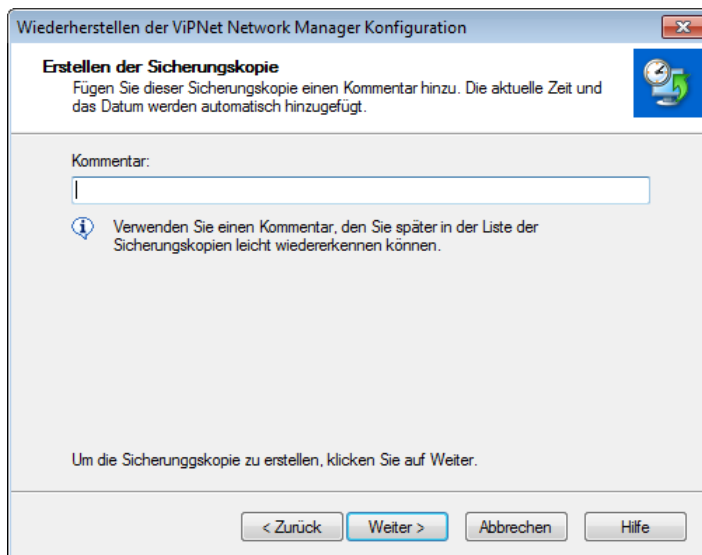 Wiederherstellen der ViPNet Network Manager Konfiguration
Erstellen der Sicherungskopie
Fügen Sie dieser Sicherungskopie einen Kommentar hinzu. Die aktuelle Zeit und
das Datum werden automatisch hinzugefügt.
Kommentar:
Verwenden Sie einen Kommentar, den Sie später in der Liste der
Sicherungskopien leicht wiedererkennen können.
Um die Sicherunggskopie zu erstellen, klicken Sie auf Weiter.
< Zurück Weiter > Abbrechen Hilfe